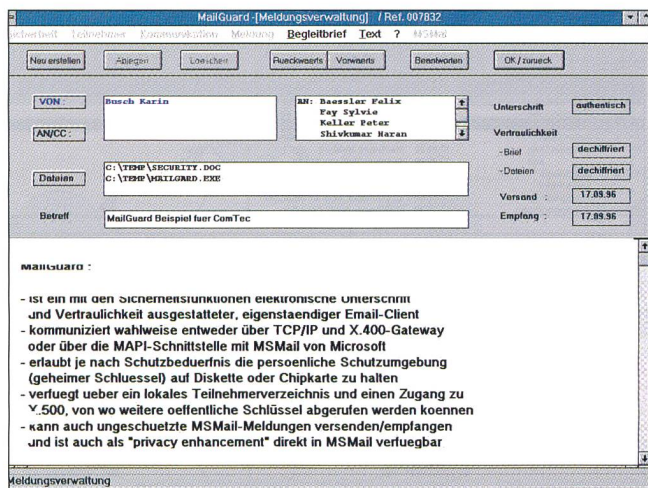 MailGuard -[Meldungsverwaltung] / Ref. 007832
Teilnehmer Kommunikation Meldung Begleitbrief Text ? MSMail
Neu erstellen Ablegen Loeschen Rueckwaerts Vorwaerts Beantworten OK / zurueck
VON : Busch Karin
AN/CC :
AN: Baessler Felix
Fay Sylvie
Keller Peter
Shivkumar Haran
Unterschrift authentisch
Vertraulichkeit
- Brief dechiffriert
- Dateien dechiffriert
Versand : 17.09.96
Empfang : 17.09.96
Dateien
C:\TEMP\SECURITY.DOC
C:\TEMP\MAILGARD.EXE
Betreff MailGuard Beispiel fuer ComTec
MailGuard :
- ist ein mit den Sicherheitsfunktionen elektronische Unterschrift
und Vertraulichkeit ausgestatteter, eigenstaendiger Email-Client
- kommuniziert wahlweise entweder über TCP/IP und X.400-Gateway
oder über die MAPI-Schnittstelle mit MSMail von Microsoft
- erlaubt je nach Schutzbeduerfnis die persoenliche Schutzumgebung
(geheimer Schluessel) auf Diskette oder Chipkarte zu halten
- verfuegt ueber ein lokales Teilnehmerverzeichnis und einen Zugang zu
X.500, von wo weitere oeffentliche Schlüssel abgerufen werden koennen
- kann auch ungeschuetzte MSMail-Meldungen versenden/empfangen
und ist auch als "privacy enhancement" direkt in MSMail verfuegbar
Meldungsverwaltung